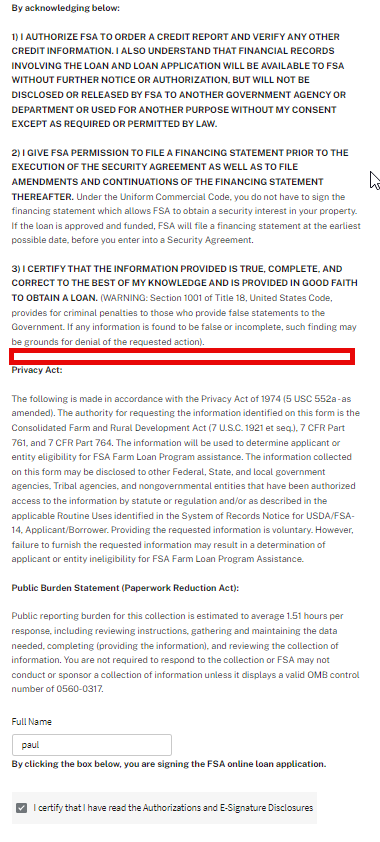 By acknowledging below:
1) I AUTHORIZE FSA TO ORDER A CREDIT REPORT AND VERIFY ANY OTHER
CREDIT INFORMATION. I ALSO UNDERSTAND THAT FINANCIAL RECORDS
INVOLVING THE LOAN AND LOAN APPLICATION WILL BE AVAILABLE TO FSA
WITHOUT FURTHER NOTICE OR AUTHORIZATION, BUT WILL NOT BE
DISCLOSED OR RELEASED BY FSA TO ANOTHER GOVERNMENT AGENCY OR
DEPARTMENT OR USED FOR ANOTHER PURPOSE WITHOUT MY CONSENT
EXCEPT AS REQUIRED OR PERMITTED BY LAW.
2) I GIVE FSA PERMISSION TO FILE A FINANCING STATEMENT PRIOR TO THE
EXECUTION OF THE SECURITY AGREEMENT AS WELL AS TO FILE
AMENDMENTS AND CONTINUATIONS OF THE FINANCING STATEMENT
THEREAFTER. Under the Uniform Commercial Code, you do not have to sign the
financing statement which allows FSA to obtain a security interest in your property.
If the loan is approved and funded, FSA will file a financing statement at the earliest
possible date, before you enter into a Security Agreement.
3) I CERTIFY THAT THE INFORMATION PROVIDED IS TRUE, COMPLETE, AND
CORRECT TO THE BEST OF MY KNOWLEDGE AND IS PROVIDED IN GOOD FAITH
TO OBTAIN A LOAN. (WARNING: Section 1001 of Title 18, United States Code,
provides for criminal penalties to those who provide false statements to the
Government. If any information is found to be false or incomplete, such finding may
be grounds for denial of the requested action).
Privacy Act:
The following is made in accordance with the Privacy Act of 1974 (5 USC 552a - as
amended). The authority for requesting the information identified on this form is the
Consolidated Farm and Rural Development Act (7 U.S.C. 1921 et seq.), 7 CFR Part
761, and 7 CFR Part 764. The information will be used to determine applicant or
entity eligibility for FSA Farm Loan Program assistance. The information collected
on this form may be disclosed to other Federal, State, and local government
agencies, Tribal agencies, and nongovernmental entities that have been authorized
access to the information by statute or regulation and/or as described in the
applicable Routine Uses identified in the System of Records Notice for USDA/FSA-
14, Applicant/Borrower. Providing the requested information is voluntary. However,
failure to furnish the requested information may result in a determination of
applicant or entity ineligibility for FSA Farm Loan Program Assistance.
Public Burden Statement (Paperwork Reduction Act):
Public reporting burden for this collection is estimated to average 1.51 hours per
response, including reviewing instructions, gathering and maintaining the data
needed, completing (providing the information), and reviewing the collection of
information. You are not required to respond to the collection or FSA may not
conduct or sponsor a collection of information unless it displays a valid OMB control
number of 0560-0317.
Full Name
paul
By clicking the box below, you are signing the FSA online loan application.
I certify that I have read the Authorizations and E-Signature Disclosures